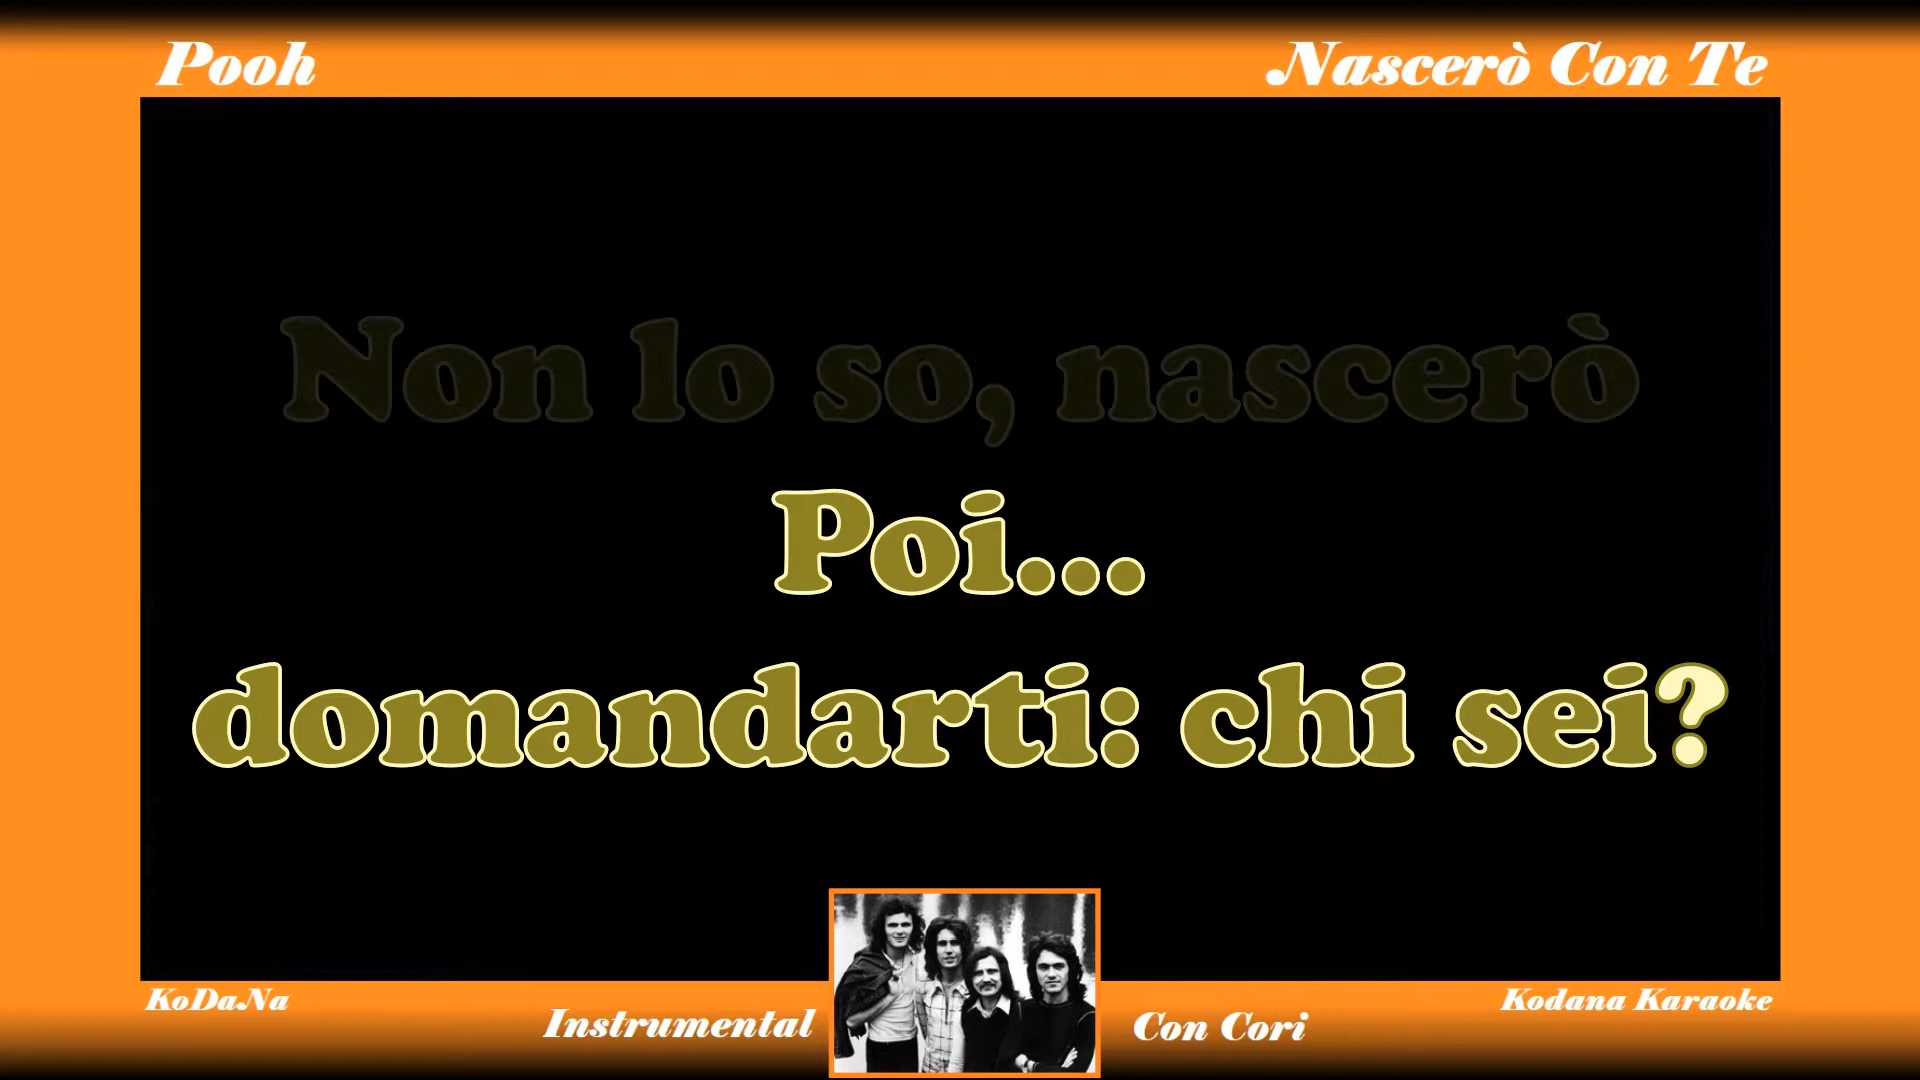 Pooh
Nascerò Con Te
Non lo so, nascerò
Poi...
domandarti: chi sei?
KoDaNa
Kodana Karaoke
Instrumental
Con Cori